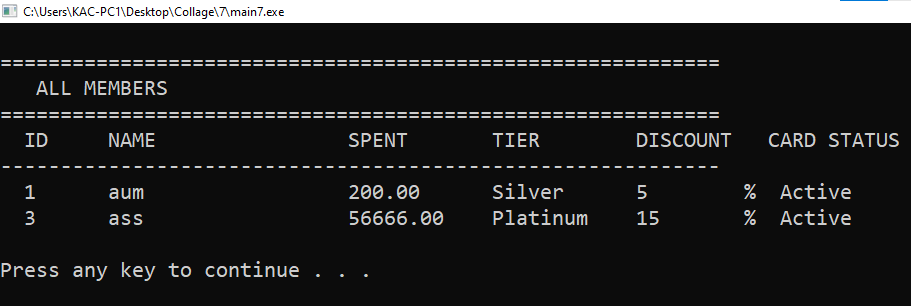 C:\Users\KAC-PC1\Desktop\Collage\7\main7.exe
============================================================
   ALL MEMBERS
============================================================
  ID     NAME                SPENT       TIER        DISCOUNT   CARD STATUS
------------------------------------------------------------
  1      aum                 200.00      Silver      5        %  Active
  3      ass                 56666.00    Platinum    15       %  Active
Press any key to continue . . .